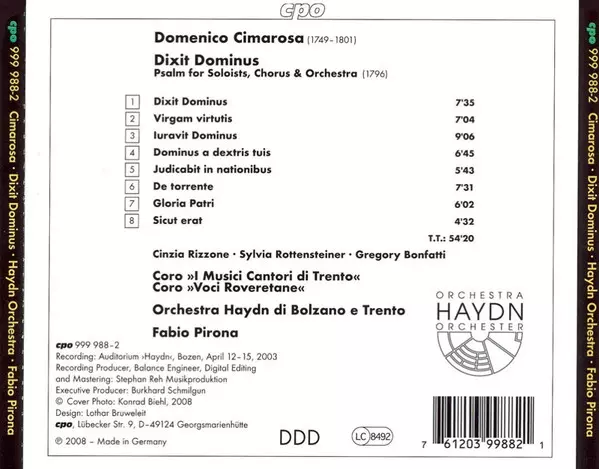 cpo
Domenico Cimarosa (1749–1801)
Dixit Dominus
Psalm for Soloists, Chorus & Orchestra (1796)
1 Dixit Dominus 7'35
2 Virgam virtutis 7'04
3 Iuravit Dominus 9'06
4 Dominus a dextris tuis 6'45
5 Judicabit in nationibus 5'43
6 De torrente 7'31
7 Gloria Patri 6'02
8 Sicut erat 4'32
T.T.: 54'20
Cinzia Rizzone · Sylvia Rottensteiner · Gregory Bonfatti
Coro »I Musici Cantori di Trento«
Coro »Voci Roveretane«
Orchestra Haydn di Bolzano e Trento
Fabio Pirona
ORCHESTRA
HAYDN
ORCHESTER
cpo 999 988-2
Recording: Auditorium ›Haydn‹, Bozen, April 12–15, 2003
Recording Producer, Balance Engineer, Digital Editing
and Mastering: Stephan Reh Musikproduktion
Executive Producer: Burkhard Schmilgun
© Cover Photo: Konrad Biehl, 2008
Design: Lothar Bruweleit
cpo, Lübecker Str. 9, D-49124 Georgsmarienhütte
℗ 2008 – Made in Germany
DDD
LC 8492
7 61203 99882 1
cpo 999 988-2 Cimarosa · Dixit Dominus · Haydn Orchestra · Fabio Pirona
cpo 999 988-2 Cimarosa · Dixit Dominus · Haydn Orchestra · Fabio Pirona